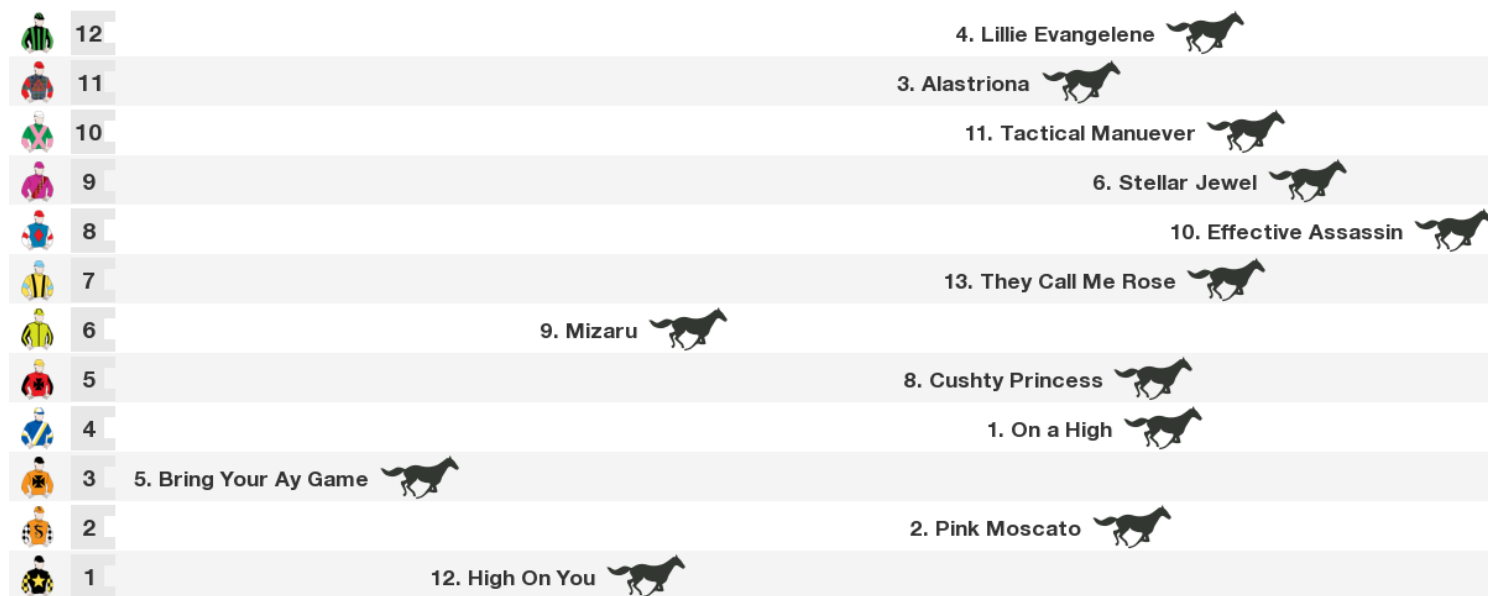 12 4. Lillie Evangelene
11 3. Alastriona
10 11. Tactical Manuever
9 6. Stellar Jewel
8 10. Effective Assassin
7 13. They Call Me Rose
6 9. Mizaru
5 8. Cushty Princess
4 1. On a High
3 5. Bring Your Ay Game
2 2. Pink Moscato
1 12. High On You